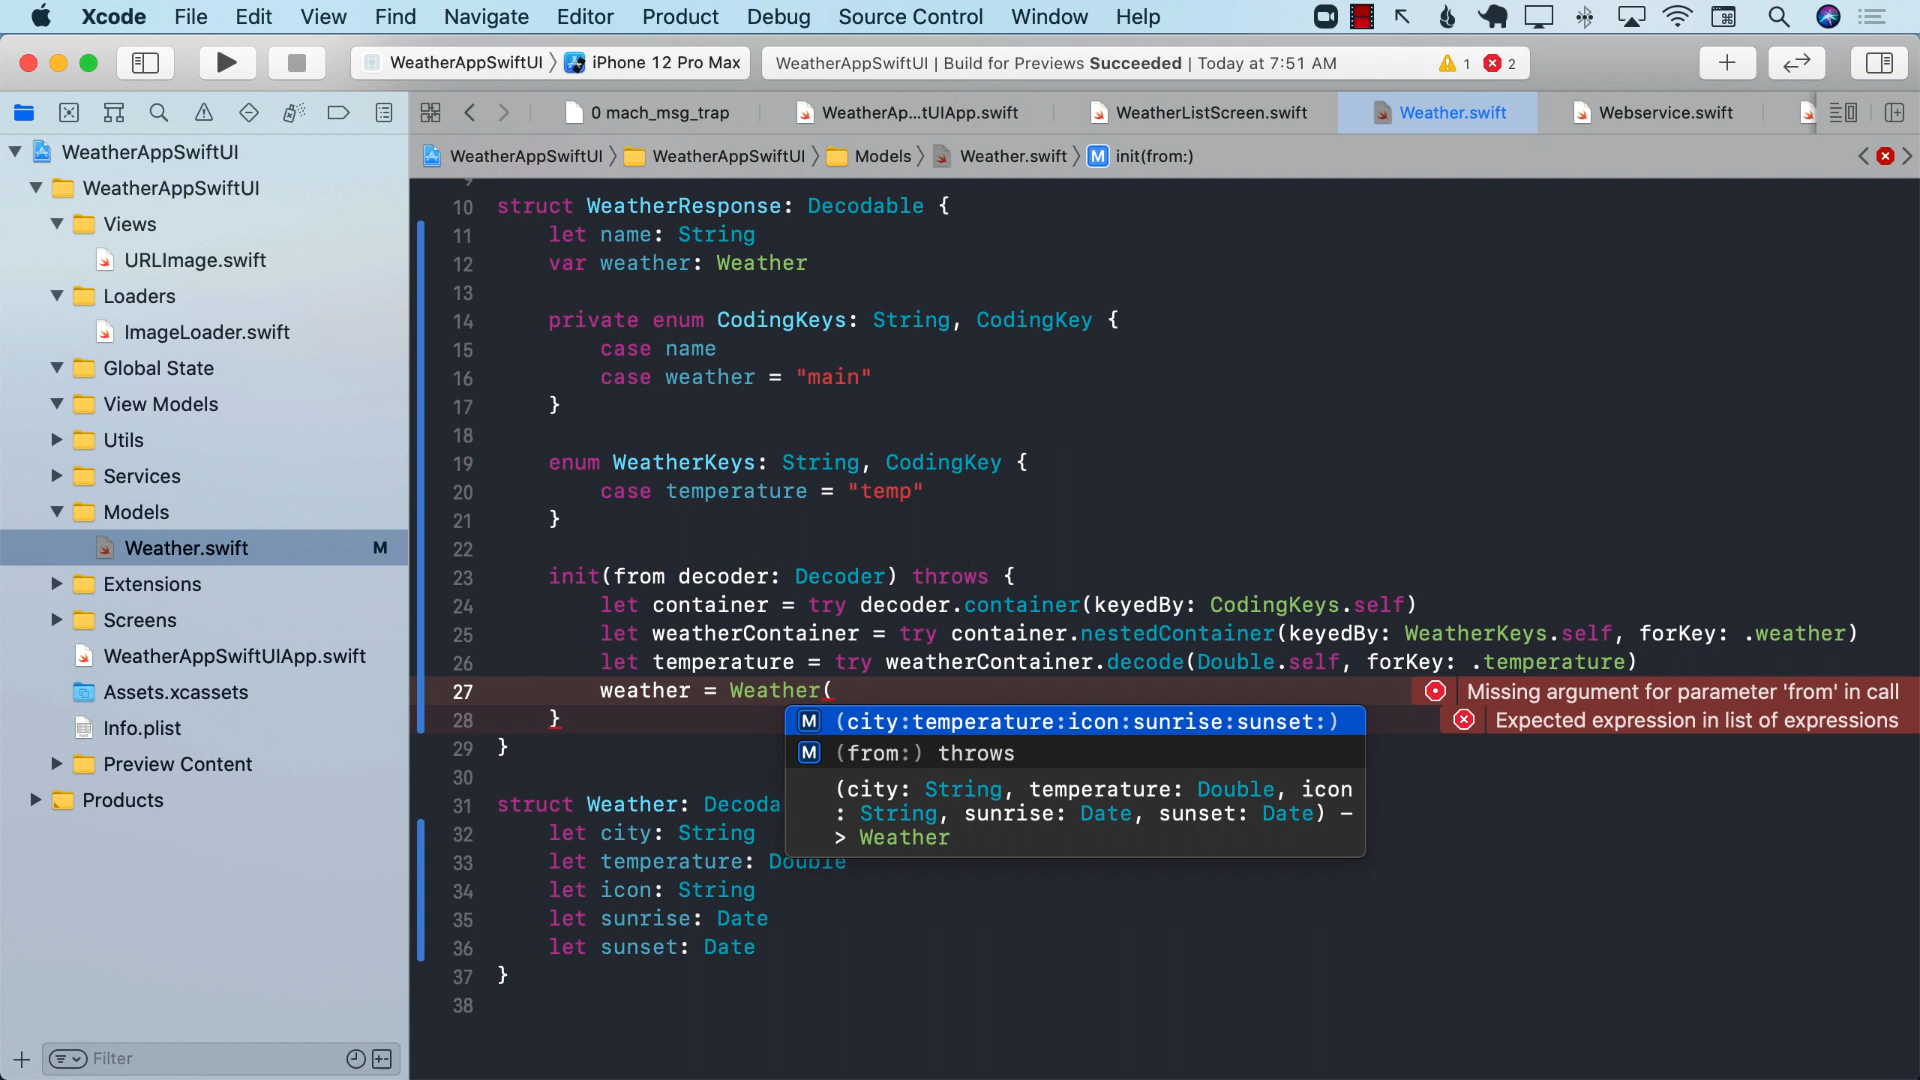 Xcode File Edit View Find Navigate Editor Product Debug Source Control Window Help
WeatherAppSwiftUI 〉 iPhone 12 Pro Max
WeatherAppSwiftUI | Build for Previews Succeeded | Today at 7:51 AM
1 2
0 mach_msg_trap
WeatherAp...tUIApp.swift
WeatherListScreen.swift
Weather.swift
Webservice.swift
WeatherAppSwiftUI 〉 WeatherAppSwiftUI 〉 Models 〉 Weather.swift 〉 M init(from:)
WeatherAppSwiftUI
WeatherAppSwiftUI
Views
URLImage.swift
Loaders
ImageLoader.swift
Global State
View Models
Utils
Services
Models
Weather.swift M
Extensions
Screens
WeatherAppSwiftUIApp.swift
Assets.xcassets
Info.plist
Preview Content
Products
Filter
10 struct WeatherResponse: Decodable {
11 let name: String
12 var weather: Weather
13
14 private enum CodingKeys: String, CodingKey {
15 case name
16 case weather = "main"
17 }
18
19 enum WeatherKeys: String, CodingKey {
20 case temperature = "temp"
21 }
22
23 init(from decoder: Decoder) throws {
24 let container = try decoder.container(keyedBy: CodingKeys.self)
25 let weatherContainer = try container.nestedContainer(keyedBy: WeatherKeys.self, forKey: .weather)
26 let temperature = try weatherContainer.decode(Double.self, forKey: .temperature)
27 weather = Weather( Missing argument for parameter 'from' in call
28 } Expected expression in list of expressions
M (city:temperature:icon:sunrise:sunset:)
M (from:) throws
(city: String, temperature: Double, icon
: String, sunrise: Date, sunset: Date) -
> Weather
29 }
30
31 struct Weather: Decoda
32 let city: String
33 let temperature: Double
34 let icon: String
35 let sunrise: Date
36 let sunset: Date
37 }
38